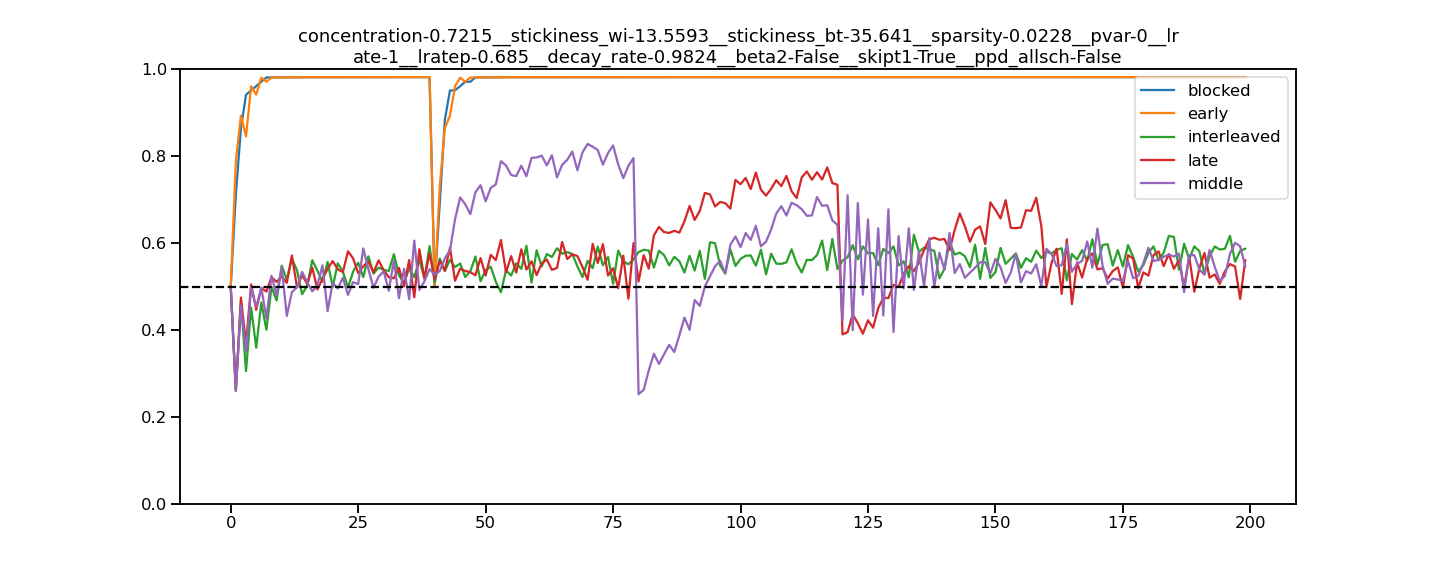 concentration-0.7215__stickiness_wi-13.5593__stickiness_bt-35.641__sparsity-0.0228__pvar-0__lr
ate-1__lratep-0.685__decay_rate-0.9824__beta2-False__skipt1-True__ppd_allsch-False
1.0
0.8
0.6
0.4
0.2
0.0
blocked
early
interleaved
late
middle
0 25 50 75 100 125 150 175 200